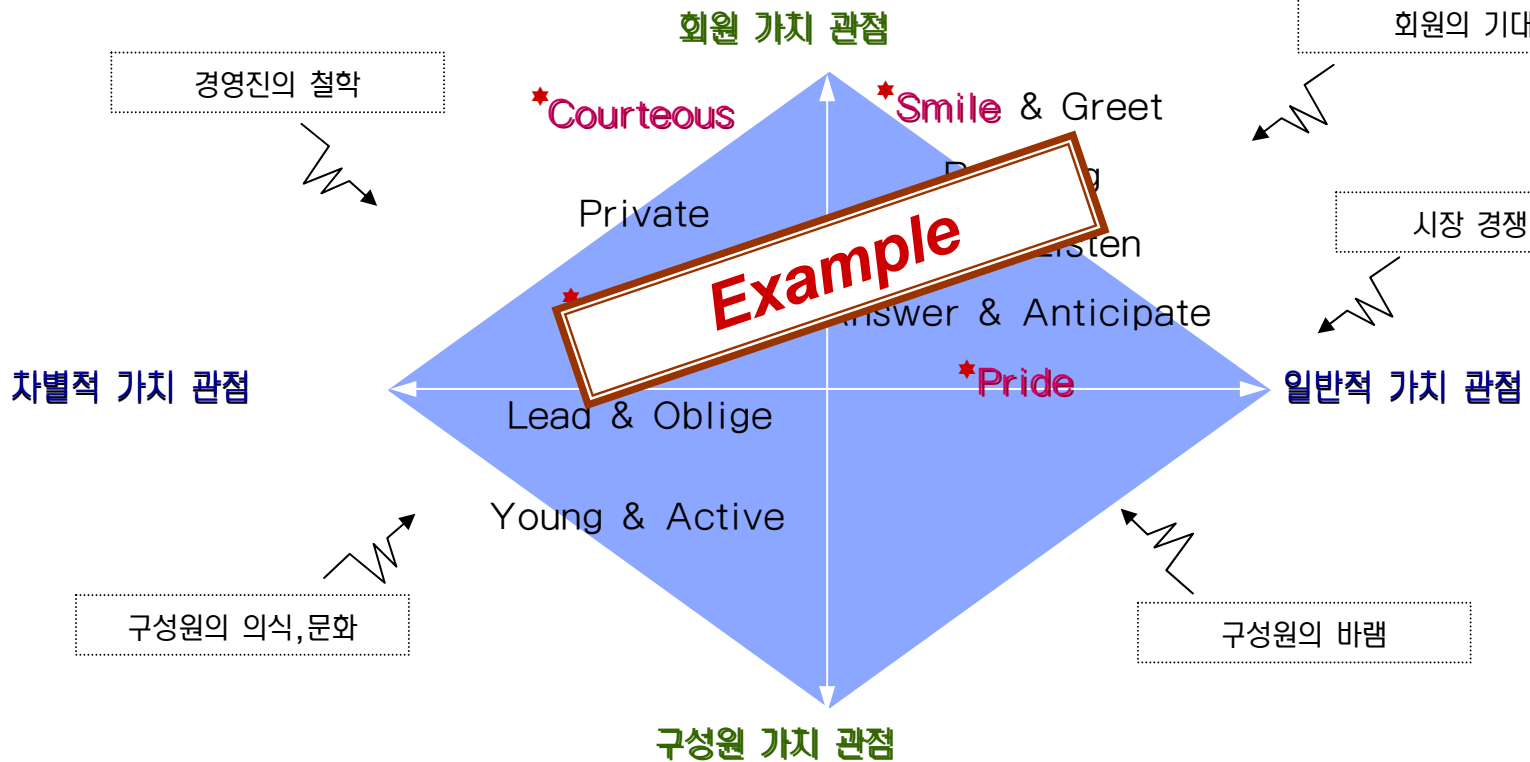 회원 가치 관점
회원의 기대
경영진의 철학
Courteous
Smile & Greet
Private
시장 경쟁
Listen
Example
Answer & Anticipate
차별적 가치 관점
Pride
일반적 가치 관점
Lead & Oblige
Young & Active
구성원의 의식,문화
구성원의 바램
구성원 가치 관점